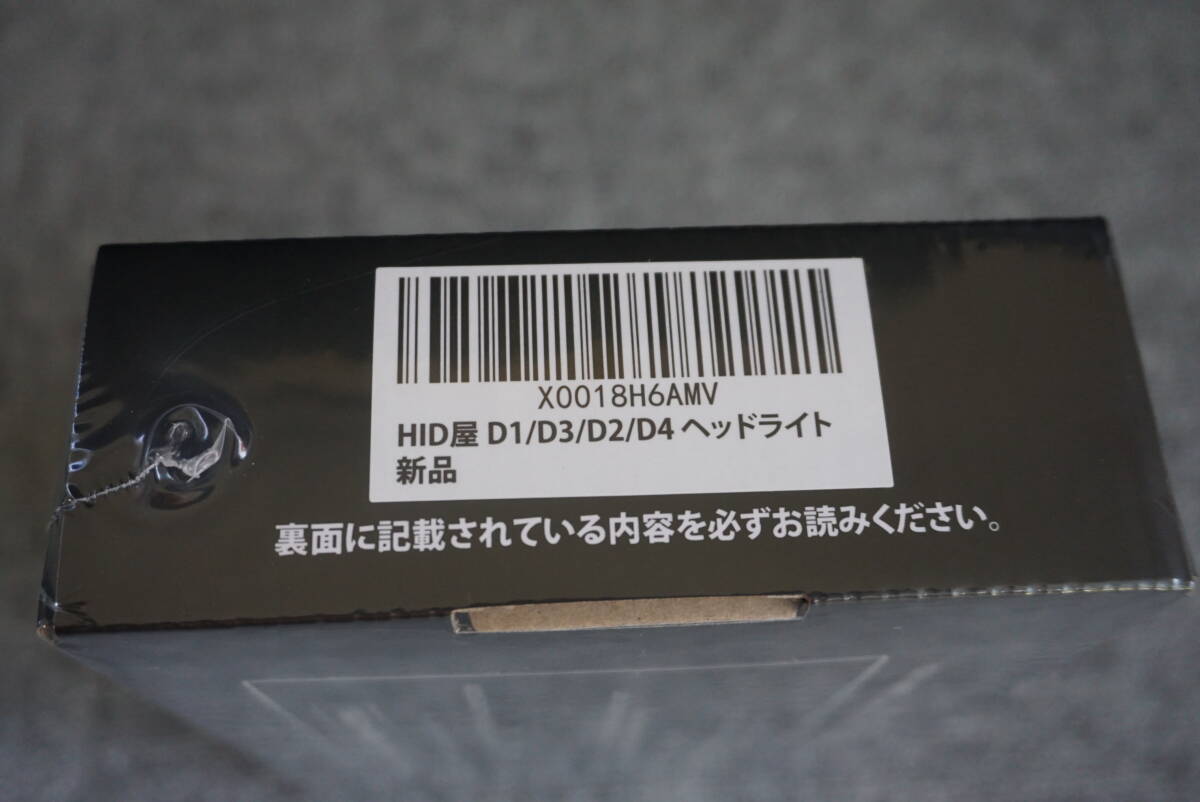 X0018H6AMV
HID屋 D1/D3/D2/D4 ヘッドライト
新品
裏面に記載されている内容を必ずお読みください。